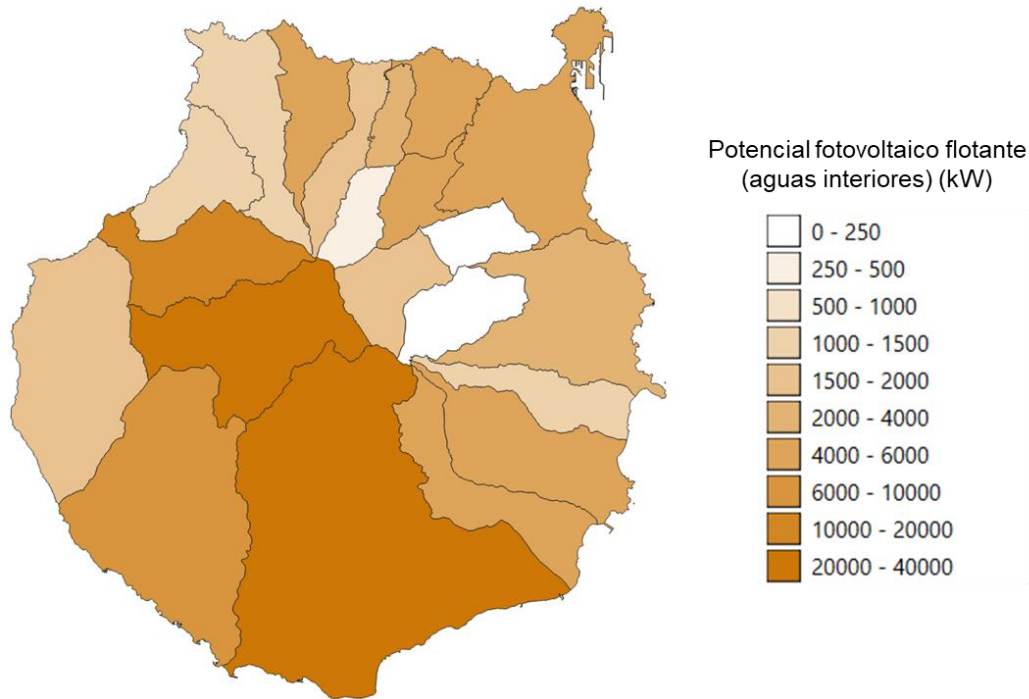 Potencial fotovoltaico flotante
(aguas interiores) (kW)
0 - 250
250 - 500
500 - 1000
1000 - 1500
1500 - 2000
2000 - 4000
4000 - 6000
6000 - 10000
10000 - 20000
20000 - 40000